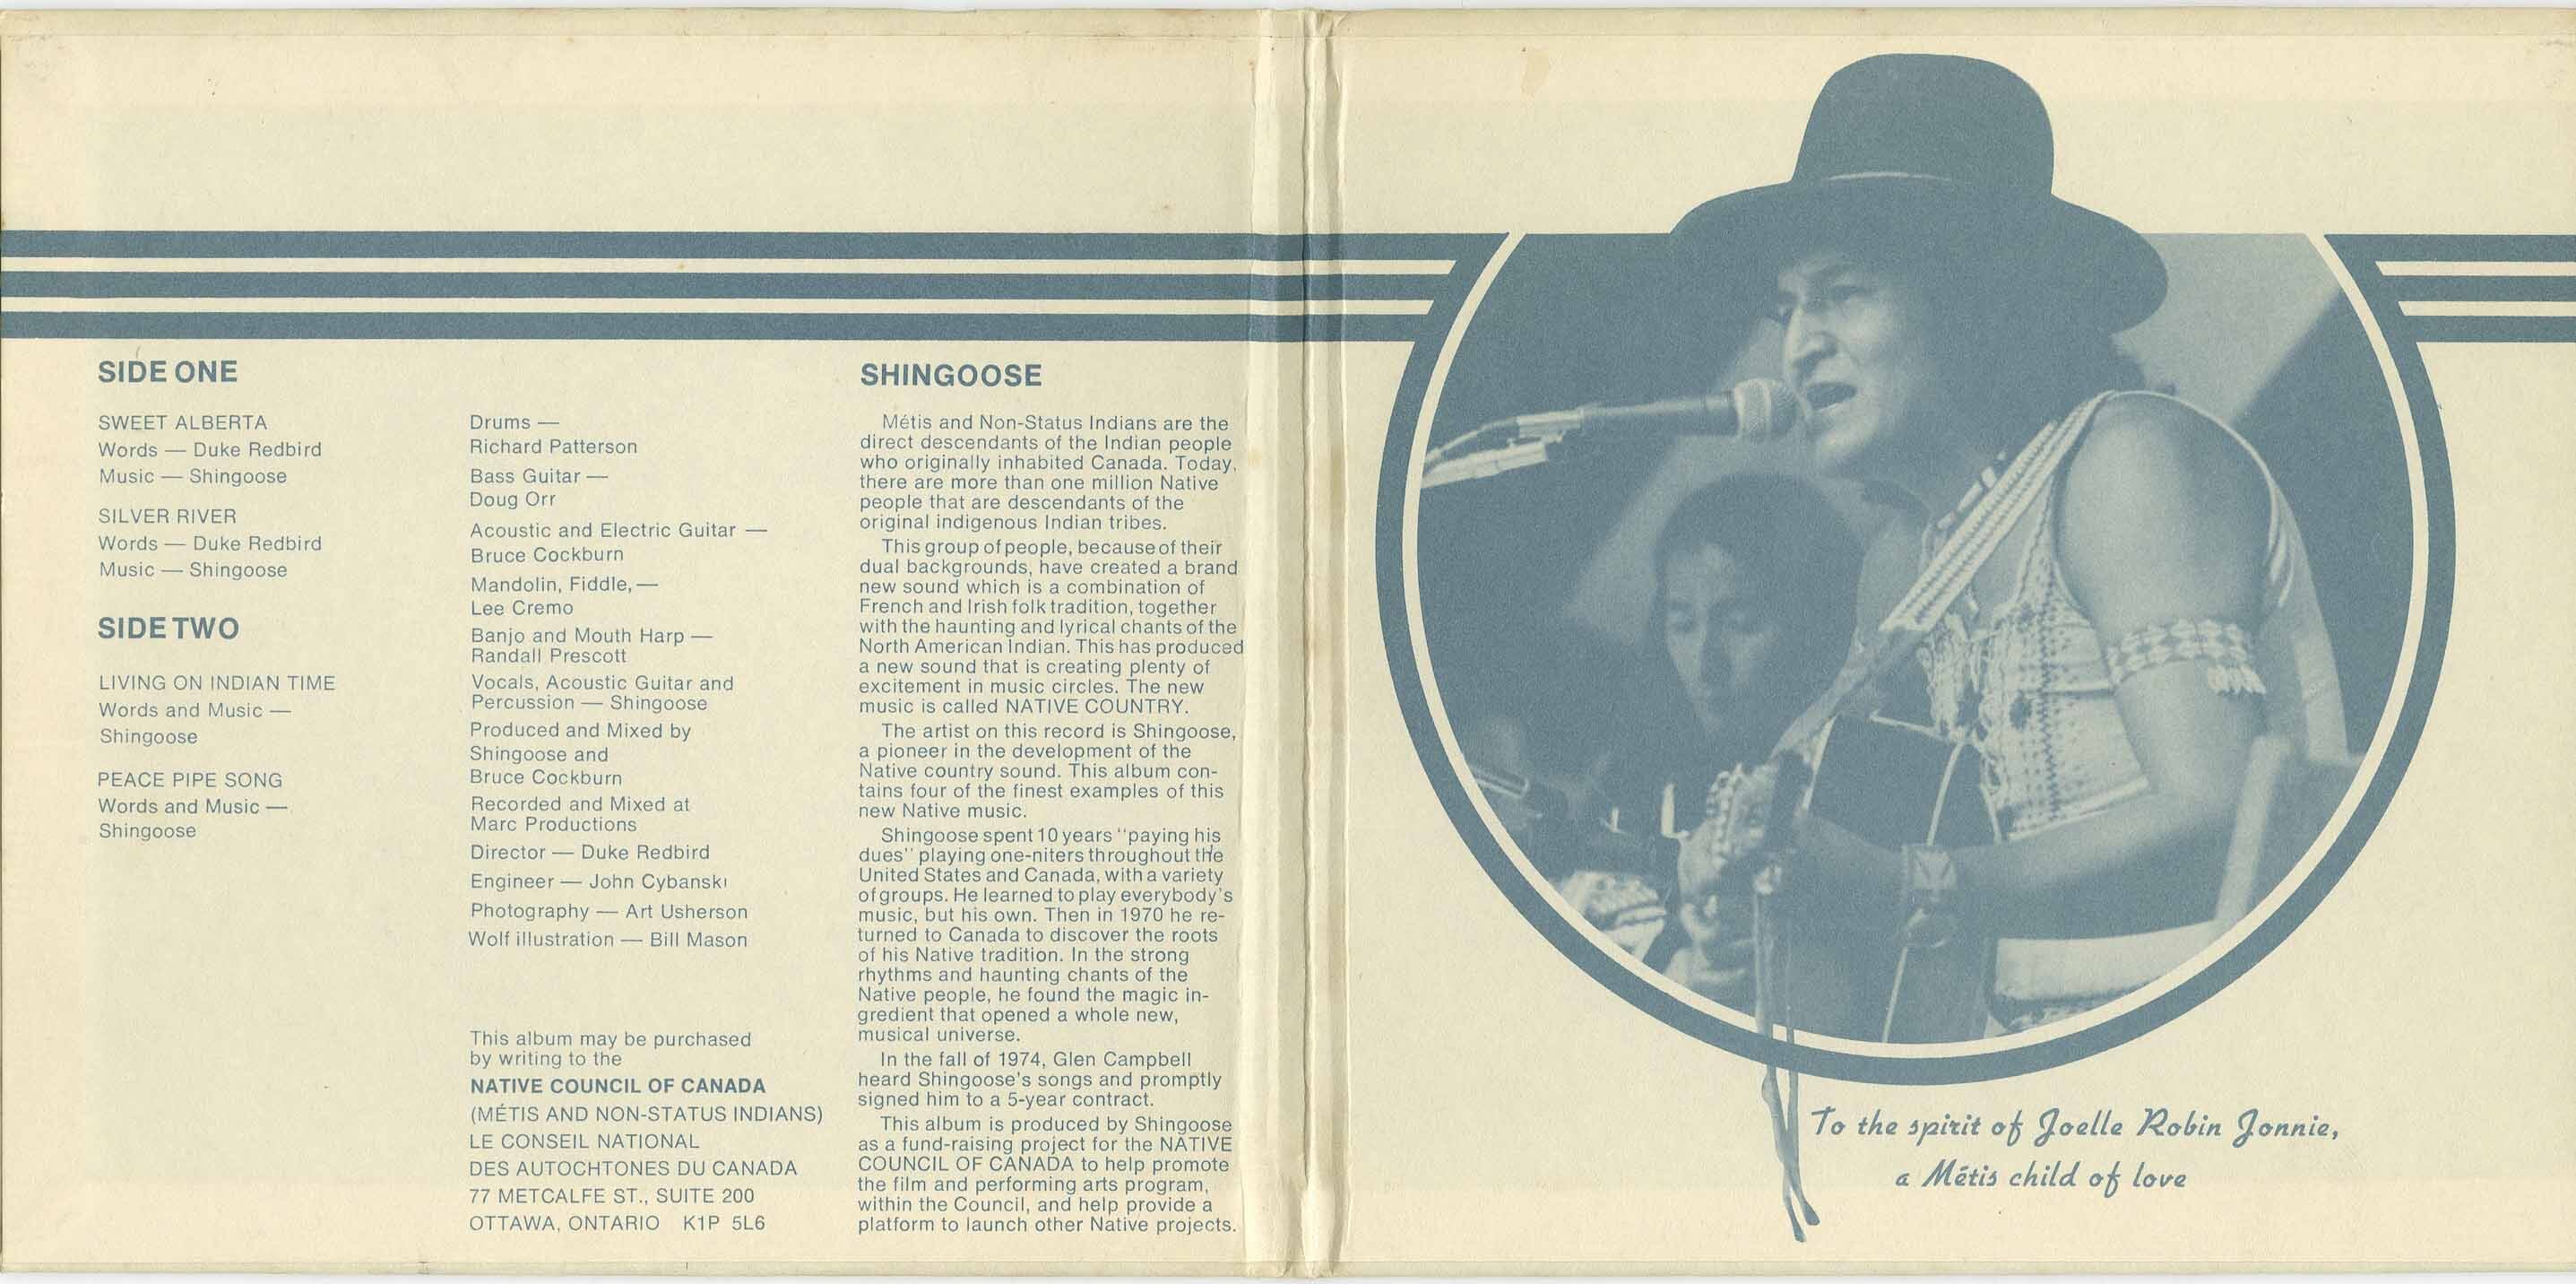 SIDE ONE
SWEET ALBERTA
Words — Duke Redbird
Music — Shingoose
SILVER RIVER
Words — Duke Redbird
Music — Shingoose
SIDE TWO
LIVING ON INDIAN TIME
Words and Music —
Shingoose
PEACE PIPE SONG
Words and Music —
Shingoose
Drums —
Richard Patterson
Bass Guitar —
Doug Orr
Acoustic and Electric Guitar —
Bruce Cockburn
Mandolin, Fiddle, —
Lee Cremo
Banjo and Mouth Harp —
Randall Prescott
Vocals, Acoustic Guitar and
Percussion — Shingoose
Produced and Mixed by
Shingoose and
Bruce Cockburn
Recorded and Mixed at
Marc Productions
Director — Duke Redbird
Engineer — John Cybanski
Photography — Art Usherson
Wolf illustration — Bill Mason
This album may be purchased
by writing to the
NATIVE COUNCIL OF CANADA
(MÉTIS AND NON-STATUS INDIANS)
LE CONSEIL NATIONAL
DES AUTOCHTONES DU CANADA
77 METCALFE ST., SUITE 200
OTTAWA, ONTARIO K1P 5L6
SHINGOOSE
Métis and Non-Status Indians are the
direct descendants of the Indian people
who originally inhabited Canada. Today,
there are more than one million Native
people that are descendants of the
original indigenous Indian tribes.
This group of people, because of their
dual backgrounds, have created a brand
new sound which is a combination of
French and Irish folk tradition, together
with the haunting and lyrical chants of the
North American Indian. This has produced
a new sound that is creating plenty of
excitement in music circles. The new
music is called NATIVE COUNTRY.
The artist on this record is Shingoose,
a pioneer in the development of the
Native country sound. This album con-
tains four of the finest examples of this
new Native music.
Shingoose spent 10 years "paying his
dues" playing one-niters throughout the
United States and Canada, with a variety
of groups. He learned to play everybody's
music, but his own. Then in 1970 he re-
turned to Canada to discover the roots
of his Native tradition. In the strong
rhythms and haunting chants of the
Native people, he found the magic in-
gredient that opened a whole new,
musical universe.
In the fall of 1974, Glen Campbell
heard Shingoose's songs and promptly
signed him to a 5-year contract.
This album is produced by Shingoose
as a fund-raising project for the NATIVE
COUNCIL OF CANADA to help promote
the film and performing arts program,
within the Council, and help provide a
platform to launch other Native projects.
To the spirit of Joelle Robin Jonnie,
a Métis child of love